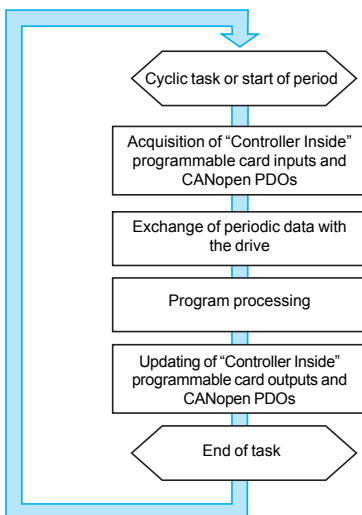 Cyclic task or start of period
Acquisition of “Controller Inside”
programmable card inputs and
CANopen PDOs
Exchange of periodic data with
the drive
Program processing
Updating of “Controller Inside”
programmable card outputs and
CANopen PDOs
End of task